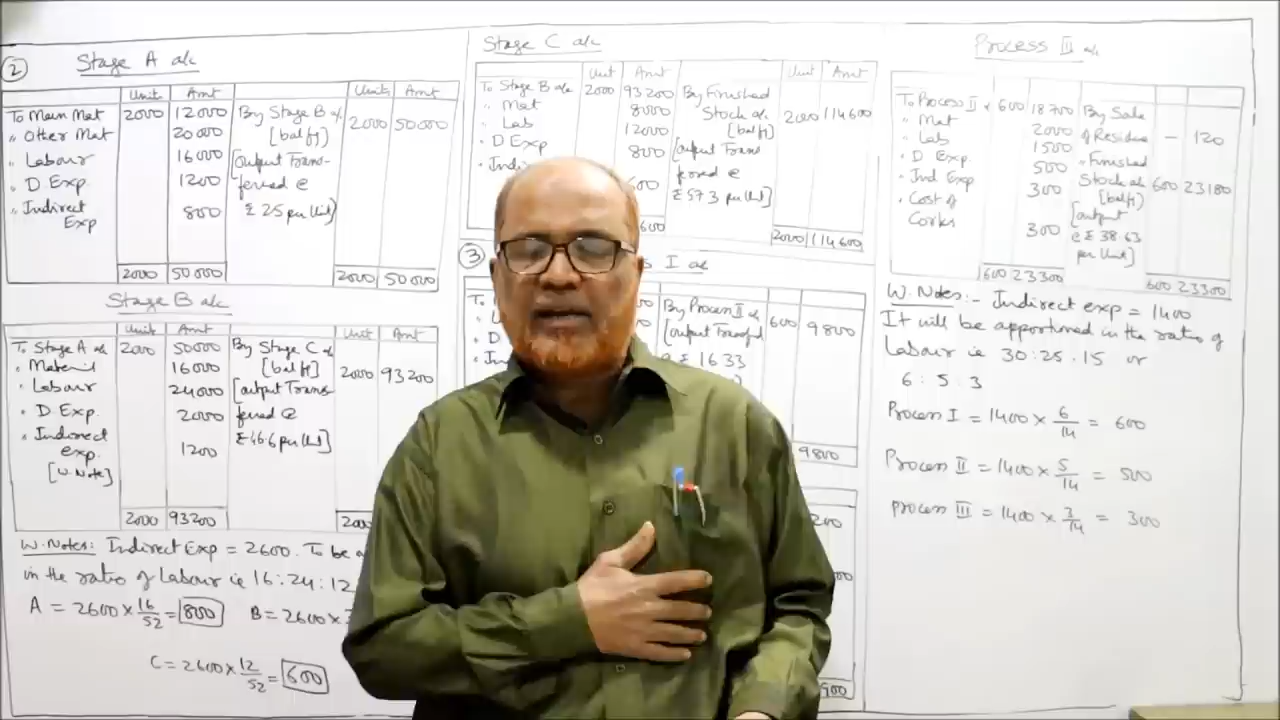 2
Stage A a/c
Units Amt Units Amt
To Main Mat 2000 12000 By Stage B a/c 2000 50000
" Other Mat 20000 [bal fig]
" Labour 16000 [output Trans-
" D Exp. 1200 ferred @
" Indirect 800 ₹ 25 per Unit]
Exp
2000 50000 2000 50000
Stage B a/c
Units Amt Units Amt
To Stage A a/c 2000 50000 By Stage C a/c 2000 93200
" Material 16000 [bal fig]
" Labour 24000 [output Trans-
" D Exp. 2000 ferred @
" Indirect 1200 ₹ 46.6 per Unit]
exp.
[W. Note]
2000 93200
W. Notes: Indirect Exp = 2600. To be
in the ratio of Labour ie 16:24:12
A = 2600 × 16/52 = 800 B = 2600 ×
C = 2600 × 12/52 = 600
Stage C a/c
Unit Amt Units Amt
To Stage B a/c 2000 93200 By Finished
" Mat 8000 Stock a/c 2000 114600
" Lab 12000 [bal fig]
" D Exp 800 [output Trans
" Indi 600 ferred @
₹ 57.3 per Unit]
600 2000 114600
3
I a/c
To By Process II a/c 600 9800
[output Transfd
@ ₹ 16.33
9800
Process III a/c
To Process II a/c 600 18700 By Sale
" Mat 2000 of Residue — 120
" Lab 1500
" D Exp. 500 " Finished
" Ind Exp 300 Stock a/c 600 23180
" Cost of [bal fig]
Corks 300 [output
@ ₹ 38.63
per Unit]
600 23300 600 23300
W. Notes:- Indirect exp = 1400
It will be apportioned in the ratio of
Labour ie 30:25:15 or
6:5:3
Process I = 1400 × 6/14 = 600
Process II = 1400 × 5/14 = 500
Process III = 1400 × 3/14 = 300